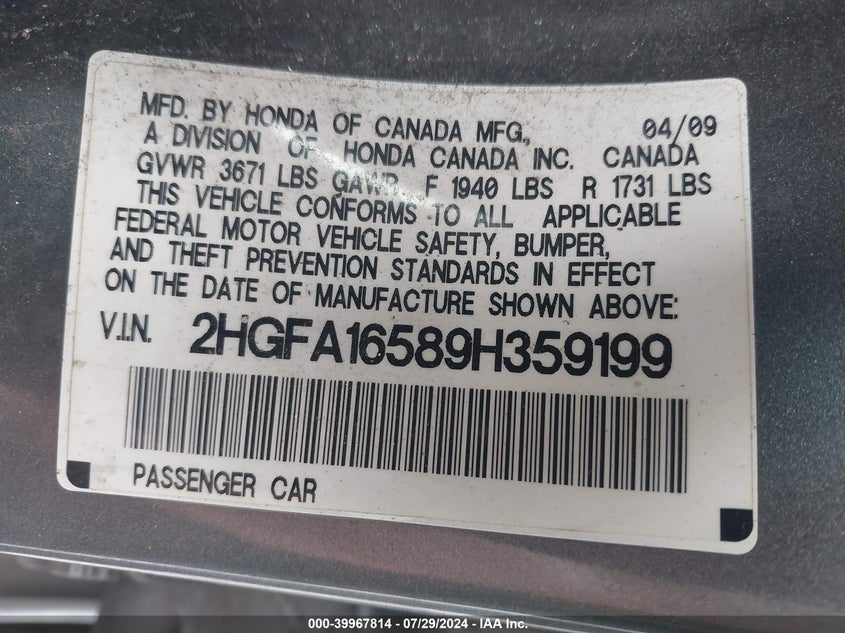 MFD. BY HONDA OF CANADA MFG., 04/09
A DIVISION OF HONDA CANADA INC. CANADA
GVWR 3671 LBS GAWR F 1940 LBS R 1731 LBS
THIS VEHICLE CONFORMS TO ALL APPLICABLE
FEDERAL MOTOR VEHICLE SAFETY, BUMPER,
AND THEFT PREVENTION STANDARDS IN EFFECT
ON THE DATE OF MANUFACTURE SHOWN ABOVE:
V.I.N. 2HGFA16589H359199
PASSENGER CAR
000-39967814 - 07/29/2024 - IAA Inc.